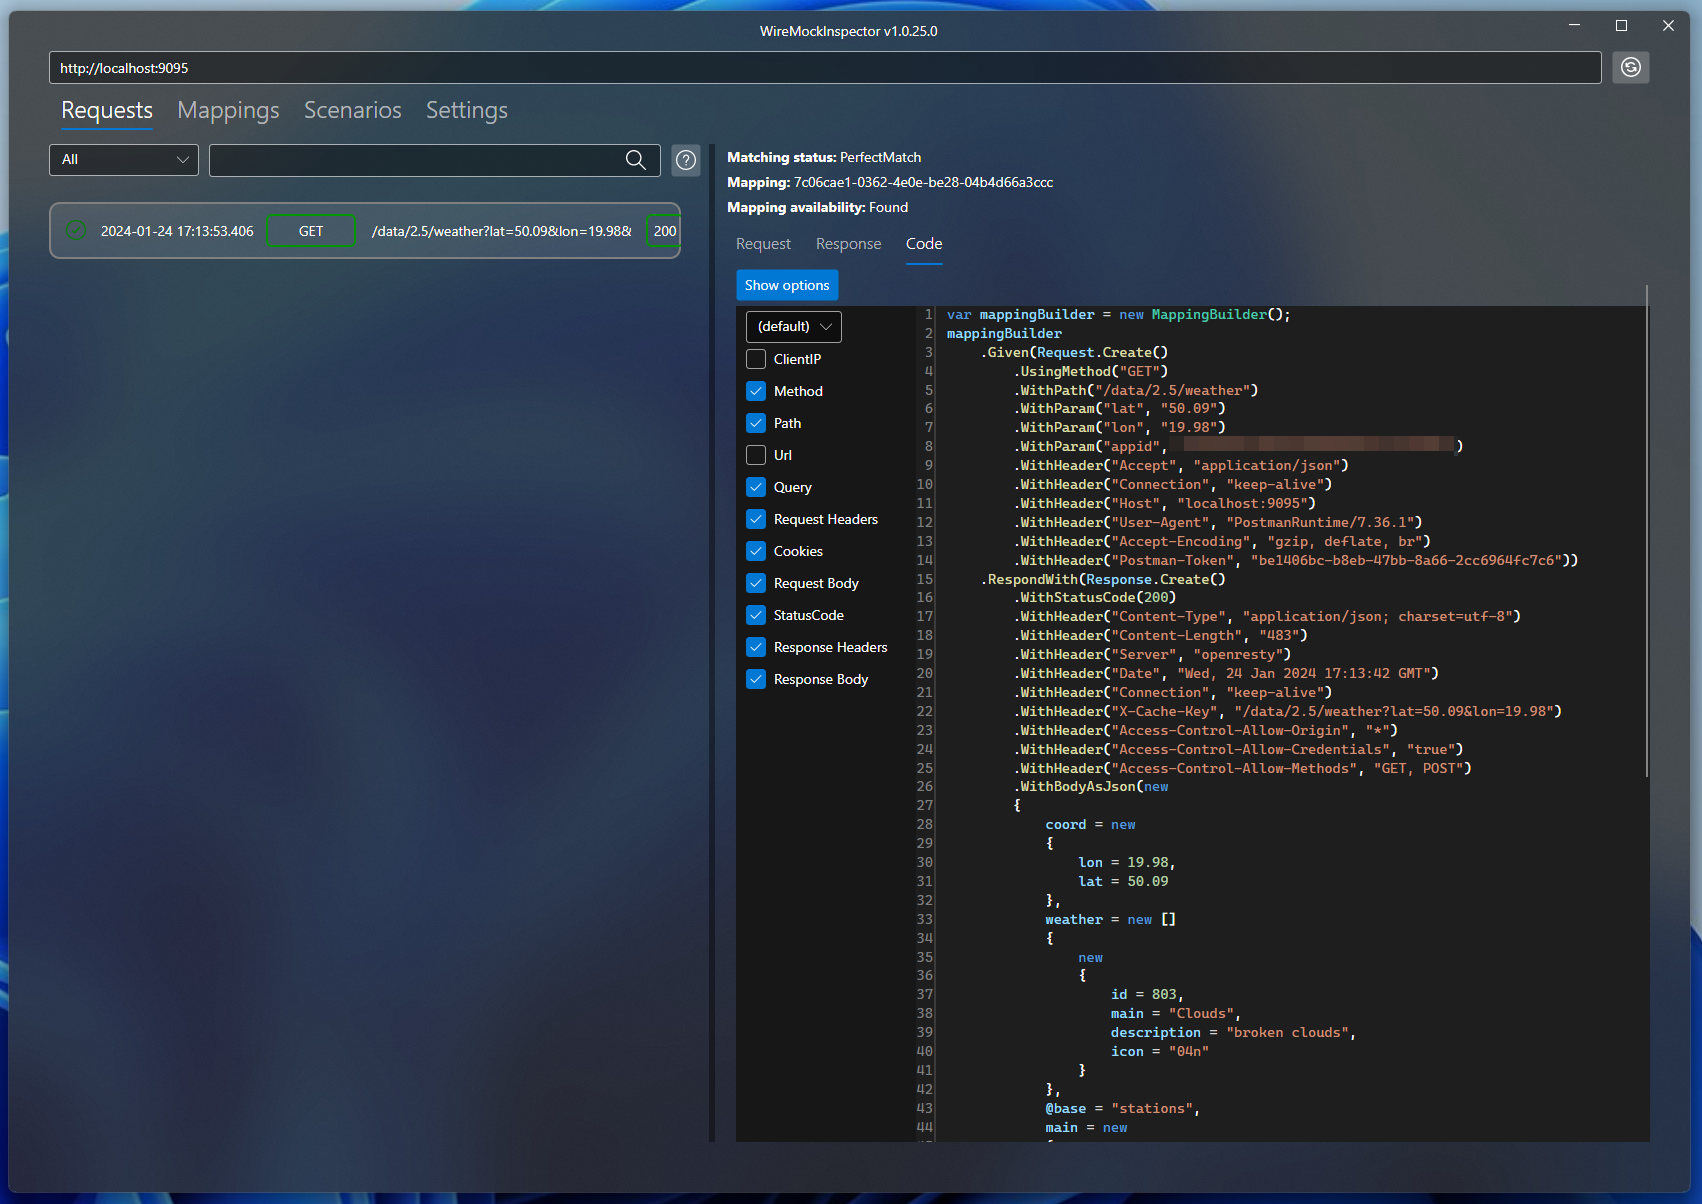 WireMockInspector v1.0.25.0
http://localhost:9095
Requests Mappings Scenarios Settings
All
Matching status: PerfectMatch
Mapping: 7c06cae1-0362-4e0e-be28-04b4d66a3ccc
Mapping availability: Found
2024-01-24 17:13:53.406 GET /data/2.5/weather?lat=50.09&lon=19.98& 200
Request Response Code
Show options
(default)
ClientIP
Method
Path
Url
Query
Request Headers
Cookies
Request Body
StatusCode
Response Headers
Response Body
1 var mappingBuilder = new MappingBuilder();
2 mappingBuilder
3 .Given(Request.Create()
4 .UsingMethod("GET")
5 .WithPath("/data/2.5/weather")
6 .WithParam("lat", "50.09")
7 .WithParam("lon", "19.98")
8 .WithParam("appid", )
9 .WithHeader("Accept", "application/json")
10 .WithHeader("Connection", "keep-alive")
11 .WithHeader("Host", "localhost:9095")
12 .WithHeader("User-Agent", "PostmanRuntime/7.36.1")
13 .WithHeader("Accept-Encoding", "gzip, deflate, br")
14 .WithHeader("Postman-Token", "be1406bc-b8eb-47bb-8a66-2cc6964fc7c6"))
15 .RespondWith(Response.Create()
16 .WithStatusCode(200)
17 .WithHeader("Content-Type", "application/json; charset=utf-8")
18 .WithHeader("Content-Length", "483")
19 .WithHeader("Server", "openresty")
20 .WithHeader("Date", "Wed, 24 Jan 2024 17:13:42 GMT")
21 .WithHeader("Connection", "keep-alive")
22 .WithHeader("X-Cache-Key", "/data/2.5/weather?lat=50.09&lon=19.98")
23 .WithHeader("Access-Control-Allow-Origin", "*")
24 .WithHeader("Access-Control-Allow-Credentials", "true")
25 .WithHeader("Access-Control-Allow-Methods", "GET, POST")
26 .WithBodyAsJson(new
27 {
28 coord = new
29 {
30 lon = 19.98,
31 lat = 50.09
32 },
33 weather = new []
34 {
35 new
36 {
37 id = 803,
38 main = "Clouds",
39 description = "broken clouds",
40 icon = "04n"
41 }
42 },
43 @base = "stations",
44 main = new